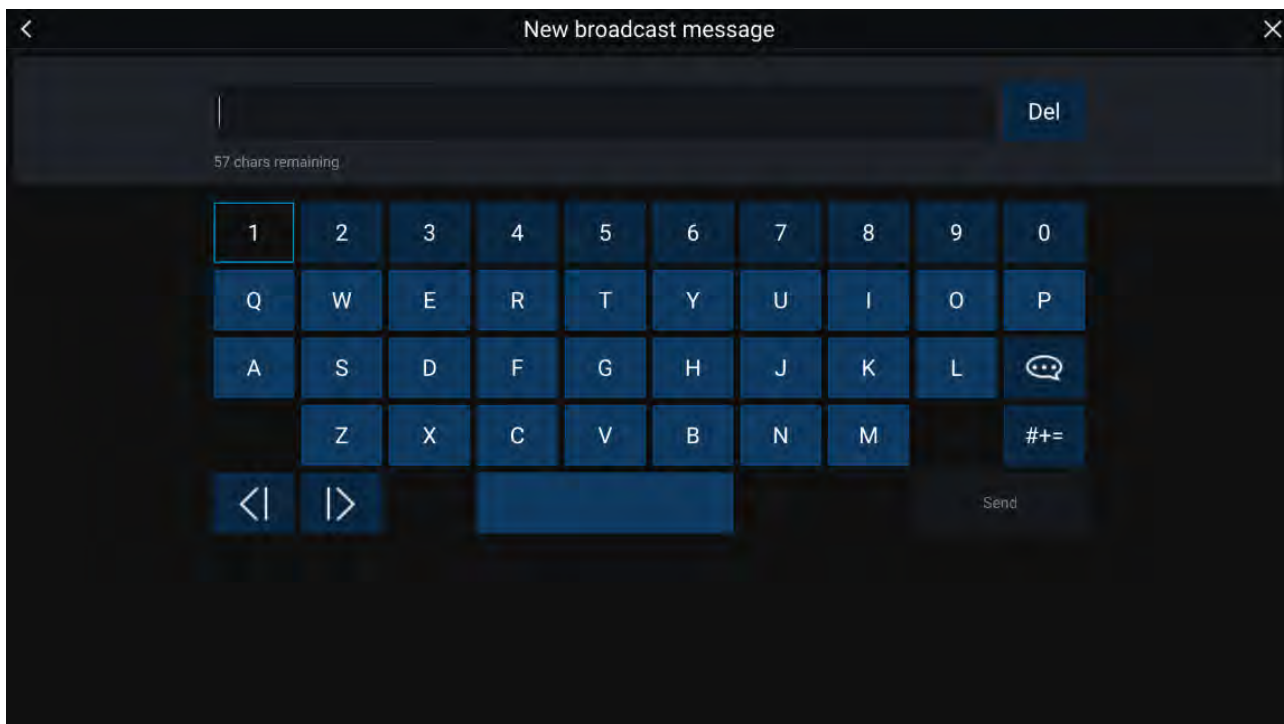 New broadcast message
Del
57 chars remaining
1 2 3 4 5 6 7 8 9 0
Q W E R T Y U I O P
A S D F G H J K L
Z X C V B N M #+=
Send